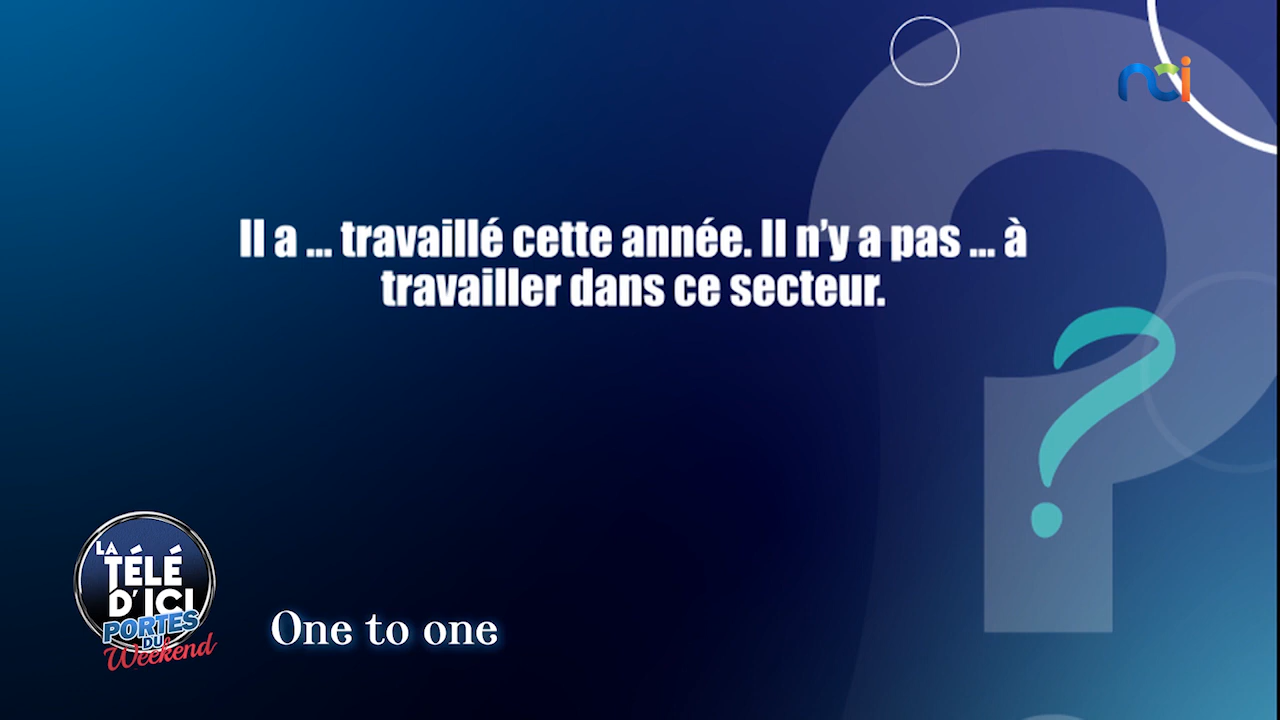 nci
Il a ... travaillé cette année. Il n’y a pas ... à
travailler dans ce secteur.
LA
TÉLÉ
D’ICI
PORTES
DU
Weekend
One to one